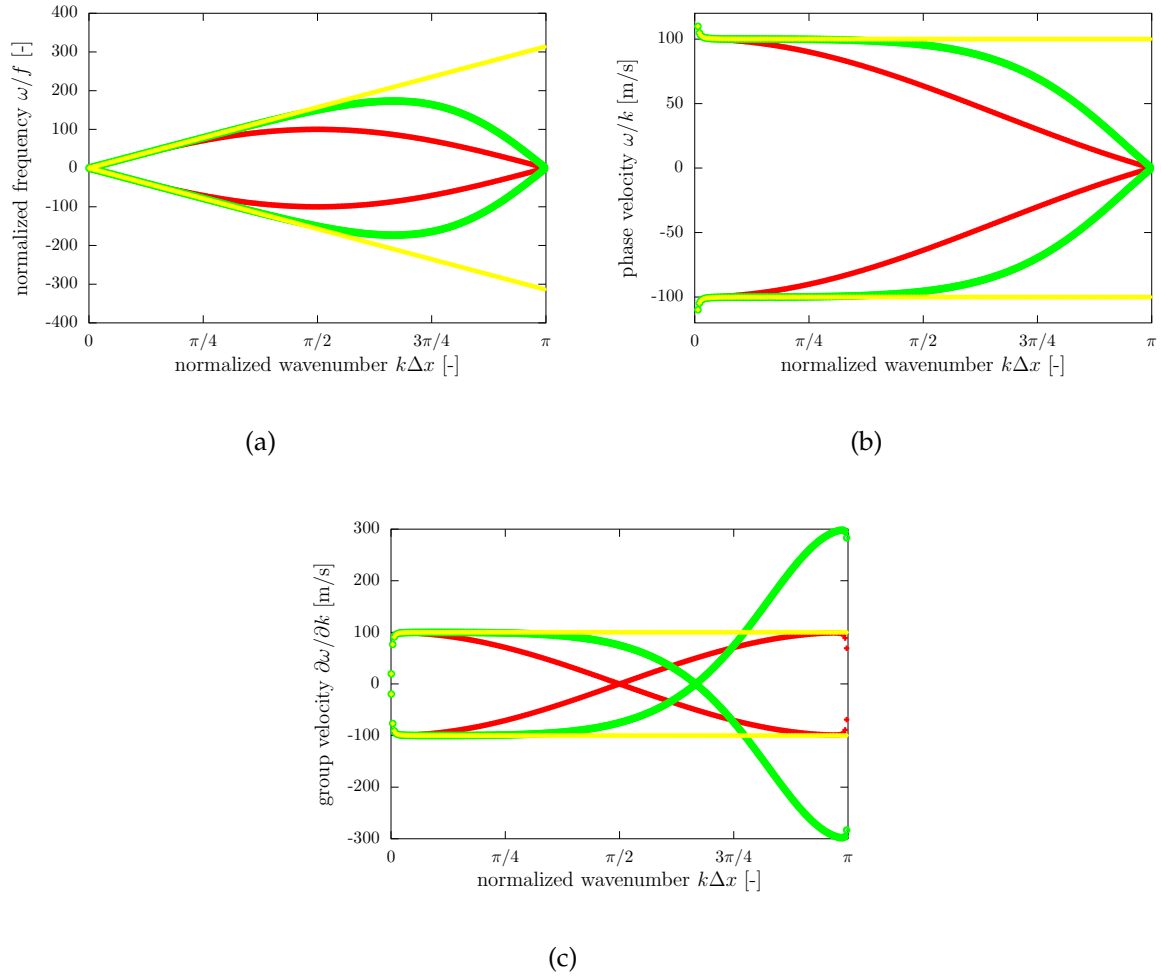 400
300
200
100
0
-100
-200
-300
-400
normalized frequency ω/f [-]
0 π/4 π/2 3π/4 π
normalized wavenumber kΔx [-]
(a)
100
50
0
-50
-100
phase velocity ω/k [m/s]
0 π/4 π/2 3π/4 π
normalized wavenumber kΔx [-]
(b)
300
200
100
0
-100
-200
-300
group velocity ∂ω/∂k [m/s]
0 π/4 π/2 3π/4 π
normalized wavenumber kΔx [-]
(c)